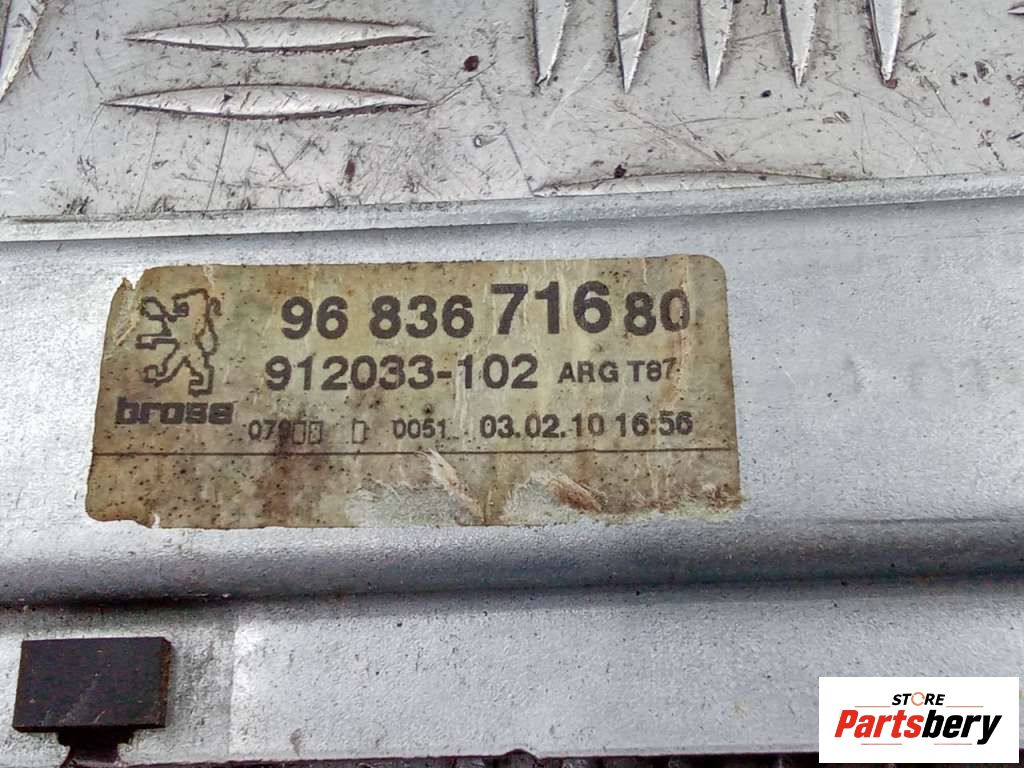 96 836 716 80
912033-102 ARG T87
brose
0051 03.02.10 16:56
STORE
Partsbery